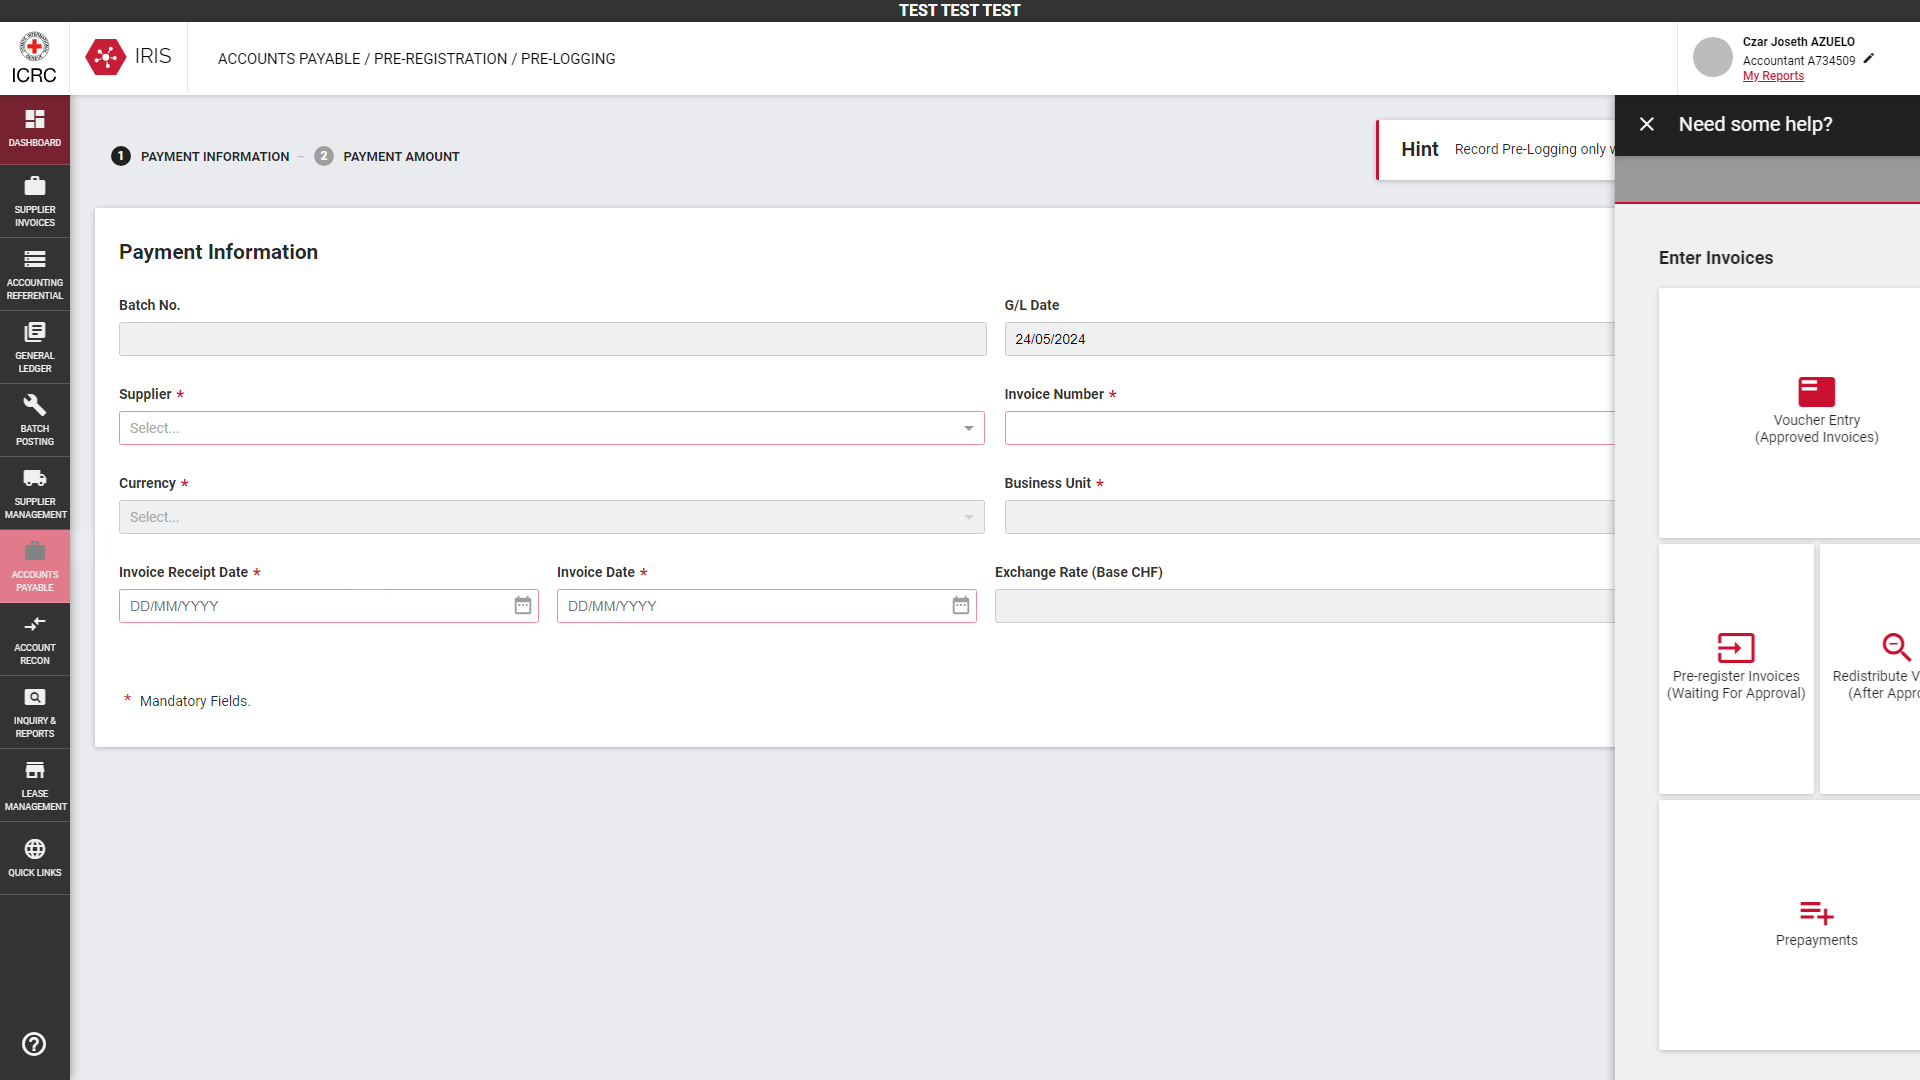 TEST TEST TEST
ICRC
IRIS
ACCOUNTS PAYABLE / PRE-REGISTRATION / PRE-LOGGING
Czar Joseth AZUELO
Accountant A734509
My Reports
DASHBOARD
SUPPLIER
INVOICES
ACCOUNTING
REFERENTIAL
GENERAL
LEDGER
BATCH
POSTING
SUPPLIER
MANAGEMENT
ACCOUNTS
PAYABLE
ACCOUNT
RECON
INQUIRY &
REPORTS
LEASE
MANAGEMENT
QUICK LINKS
1 PAYMENT INFORMATION
2 PAYMENT AMOUNT
Hint Record Pre-Logging only
Payment Information
Batch No.
G/L Date
24/05/2024
Supplier *
Invoice Number *
Select...
Currency *
Business Unit *
Select...
Invoice Receipt Date *
Invoice Date *
Exchange Rate (Base CHF)
DD/MM/YYYY
DD/MM/YYYY
* Mandatory Fields.
Need some help?
Enter Invoices
Voucher Entry
(Approved Invoices)
Pre-register Invoices
(Waiting For Approval)
Redistribute V
(After Appro
Prepayments